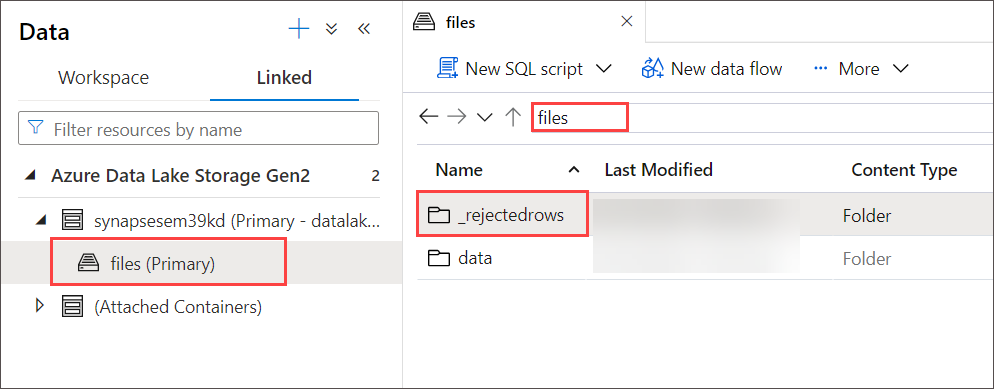 Data
Workspace
Linked
Filter resources by name
Azure Data Lake Storage Gen2 2
synapsesem39kd (Primary - datalak...
files (Primary)
(Attached Containers)
files
New SQL script
New data flow
... More
files
Name
Last Modified
Content Type
_rejectedrows
Folder
data
Folder